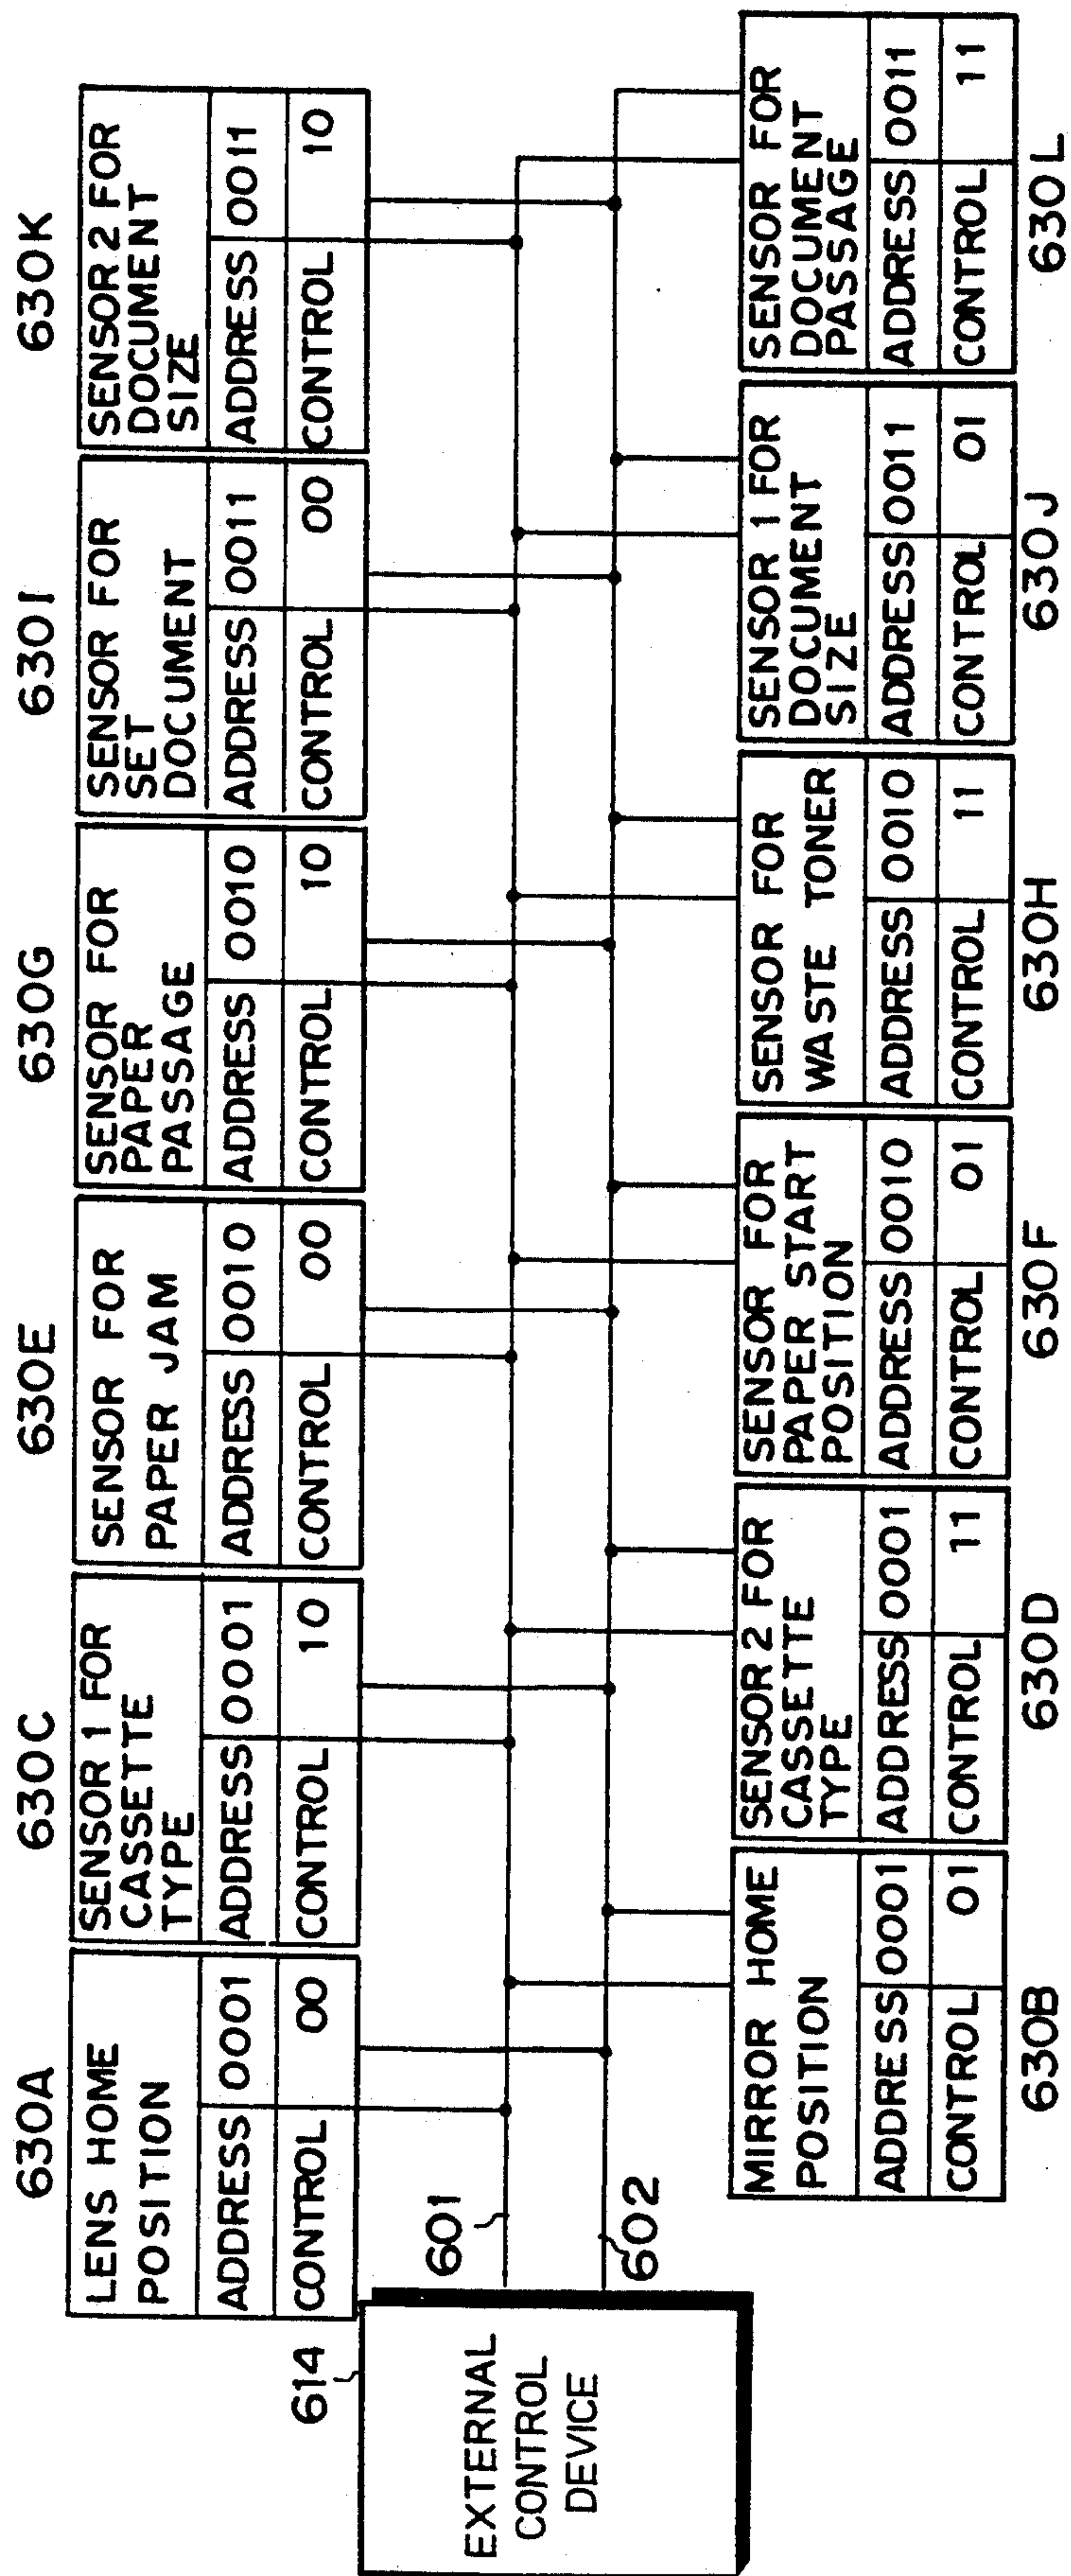 630A
LENS HOME
POSITION
ADDRESS 0001
CONTROL 00
630C
SENSOR 1 FOR
CASSETTE
TYPE
ADDRESS 0001
CONTROL 10
630E
SENSOR FOR
PAPER JAM
ADDRESS 0010
CONTROL 00
630G
SENSOR FOR
PAPER
PASSAGE
ADDRESS 0010
CONTROL 10
630I
SENSOR FOR
SET
DOCUMENT
ADDRESS 0011
CONTROL 00
630K
SENSOR 2 FOR
DOCUMENT
SIZE
ADDRESS 0011
CONTROL 10
614
EXTERNAL
CONTROL
DEVICE
601
602
MIRROR HOME
POSITION
ADDRESS 0001
CONTROL 01
630B
SENSOR 2 FOR
CASSETTE
TYPE
ADDRESS 0001
CONTROL 11
630D
SENSOR FOR
PAPER START
POSITION
ADDRESS 0010
CONTROL 01
630F
SENSOR FOR
WASTE TONER
ADDRESS 0010
CONTROL 11
630H
SENSOR 1 FOR
DOCUMENT
SIZE
ADDRESS 0011
CONTROL 01
630J
SENSOR FOR
DOCUMENT
PASSAGE
ADDRESS 0011
CONTROL 11
630L